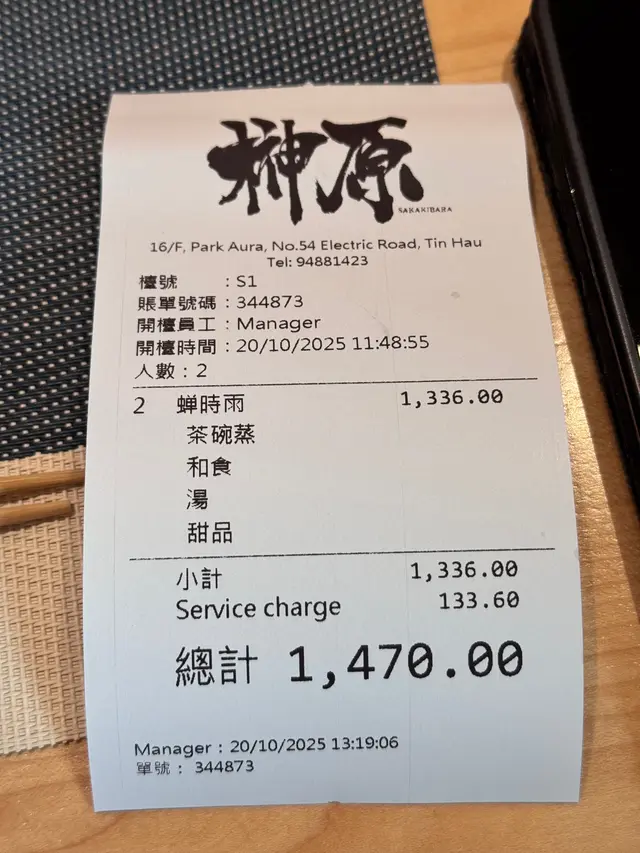 榊原
SAKAKIBARA
16/F, Park Aura, No.54 Electric Road, Tin Hau
Tel: 94881423
檯號 : S1
賬單號碼 : 344873
開檯員工 : Manager
開檯時間 : 20/10/2025 11:48:55
人數 : 2
2 蟬時雨 1,336.00
茶碗蒸
和食
湯
甜品
小計 1,336.00
Service charge 133.60
總計 1,470.00
Manager : 20/10/2025 13:19:06
單號 : 344873